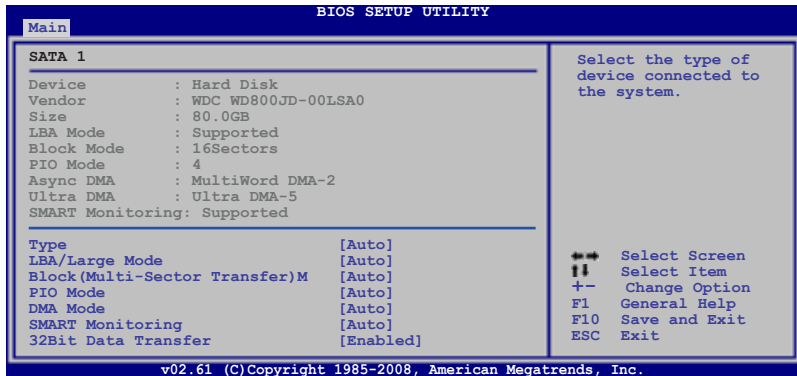 BIOS SETUP UTILITY
Main
SATA 1
Device : Hard Disk
Vendor : WDC WD800JD-00LSA0
Size : 80.0GB
LBA Mode : Supported
Block Mode : 16Sectors
PIO Mode : 4
Async DMA : MultiWord DMA-2
Ultra DMA : Ultra DMA-5
SMART Monitoring: Supported
Type [Auto]
LBA/Large Mode [Auto]
Block(Multi-Sector Transfer)M [Auto]
PIO Mode [Auto]
DMA Mode [Auto]
SMART Monitoring [Auto]
32Bit Data Transfer [Enabled]
Select the type of
device connected to
the system.
←→ Select Screen
↑↓ Select Item
+- Change Option
F1 General Help
F10 Save and Exit
ESC Exit
v02.61 (C)Copyright 1985-2008, American Megatrends, Inc.